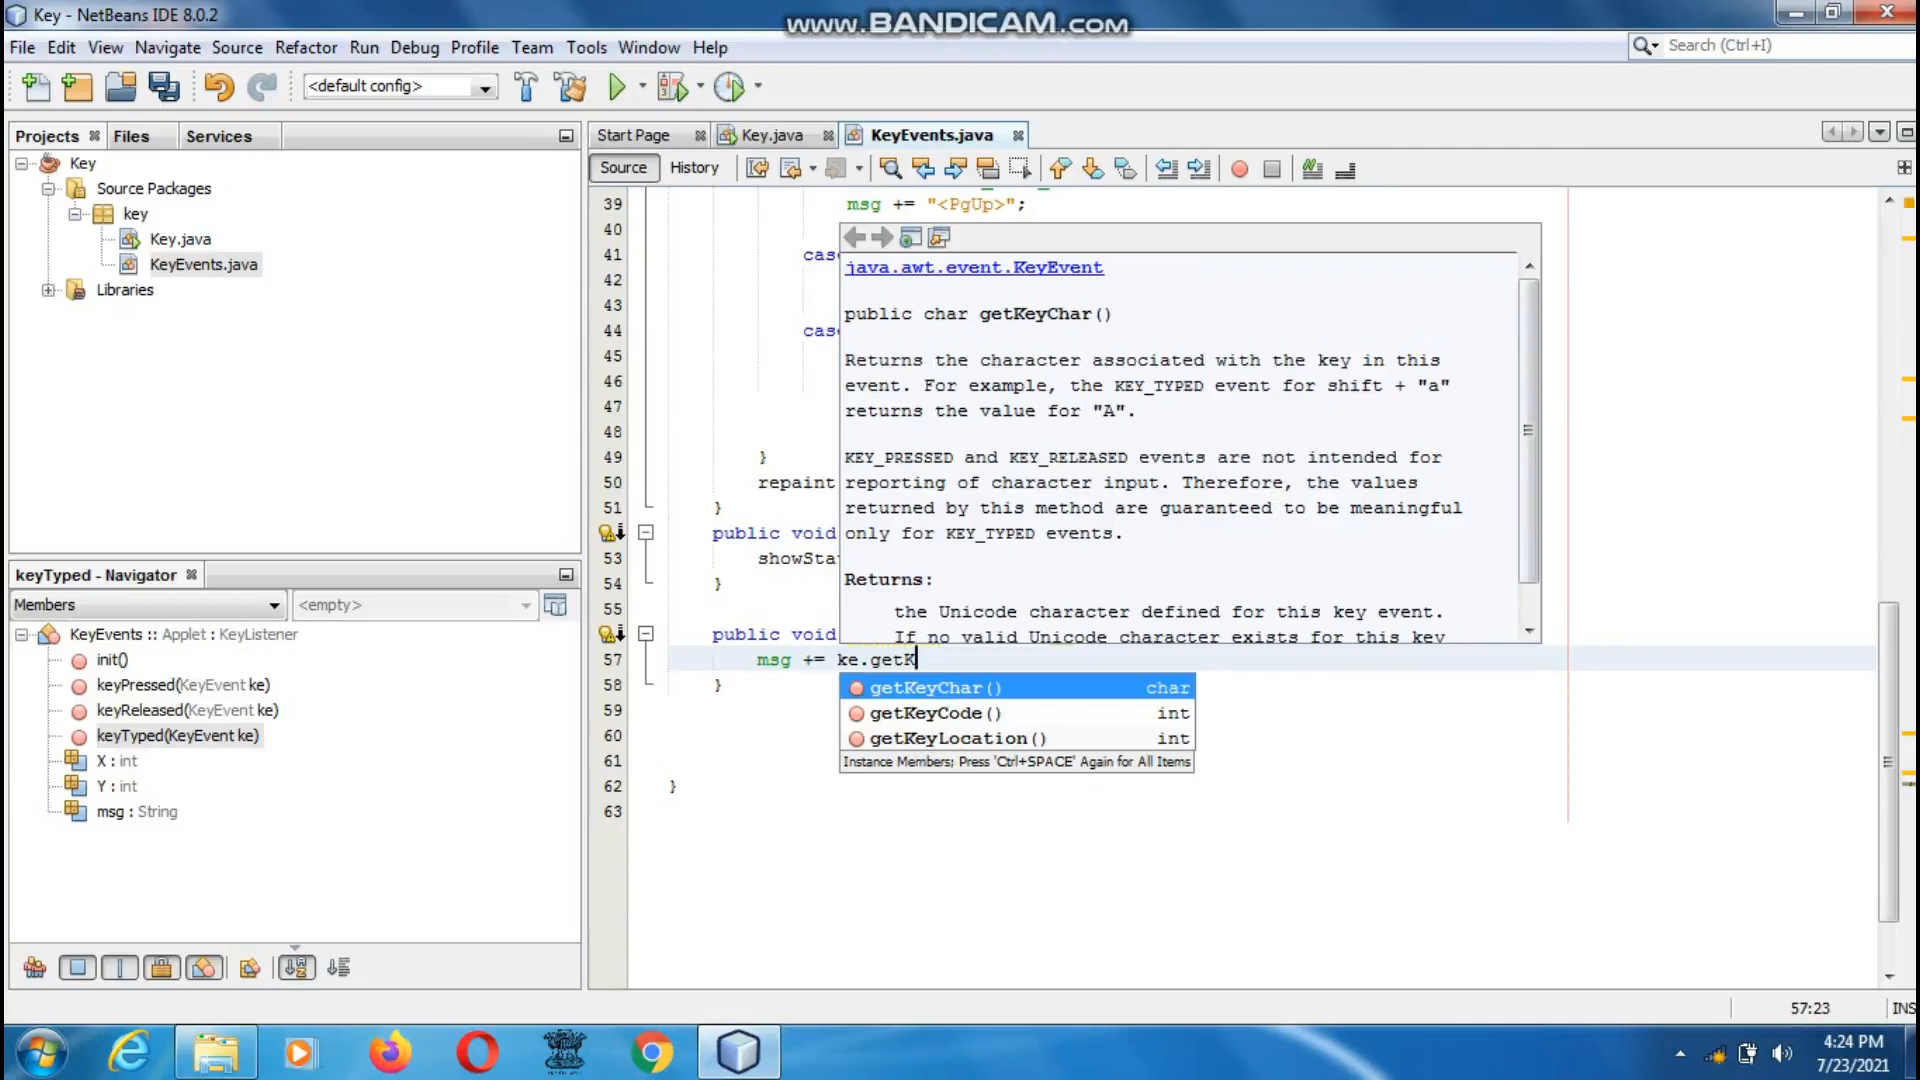 Key - NetBeans IDE 8.0.2
www.BANDICAM.com
File Edit View Navigate Source Refactor Run Debug Profile Team Tools Window Help
Search (Ctrl+I)
<default config>
Projects Files Services
Start Page Key.java KeyEvents.java
Source History
Key
Source Packages
key
Key.java
KeyEvents.java
Libraries
39 msg += "<PgUp>";
40
41 case
42
43
44 case
45
46
47
48
49 }
50 repaint
51 }
public void
53 showSta
54 }
55
public void
57 msg += ke.getK
58 }
59
60
61
62 }
63
java.awt.event.KeyEvent
public char getKeyChar()
Returns the character associated with the key in this
event. For example, the KEY_TYPED event for shift + "a"
returns the value for "A".
KEY_PRESSED and KEY_RELEASED events are not intended for
reporting of character input. Therefore, the values
returned by this method are guaranteed to be meaningful
only for KEY_TYPED events.
Returns:
the Unicode character defined for this key event.
If no valid Unicode character exists for this key
getKeyChar() char
getKeyCode() int
getKeyLocation() int
Instance Members; Press 'Ctrl+SPACE' Again for All Items
keyTyped - Navigator
Members <empty>
KeyEvents :: Applet : KeyListener
init()
keyPressed(KeyEvent ke)
keyReleased(KeyEvent ke)
keyTyped(KeyEvent ke)
X : int
Y : int
msg : String
57:23 INS
4:24 PM
7/23/2021